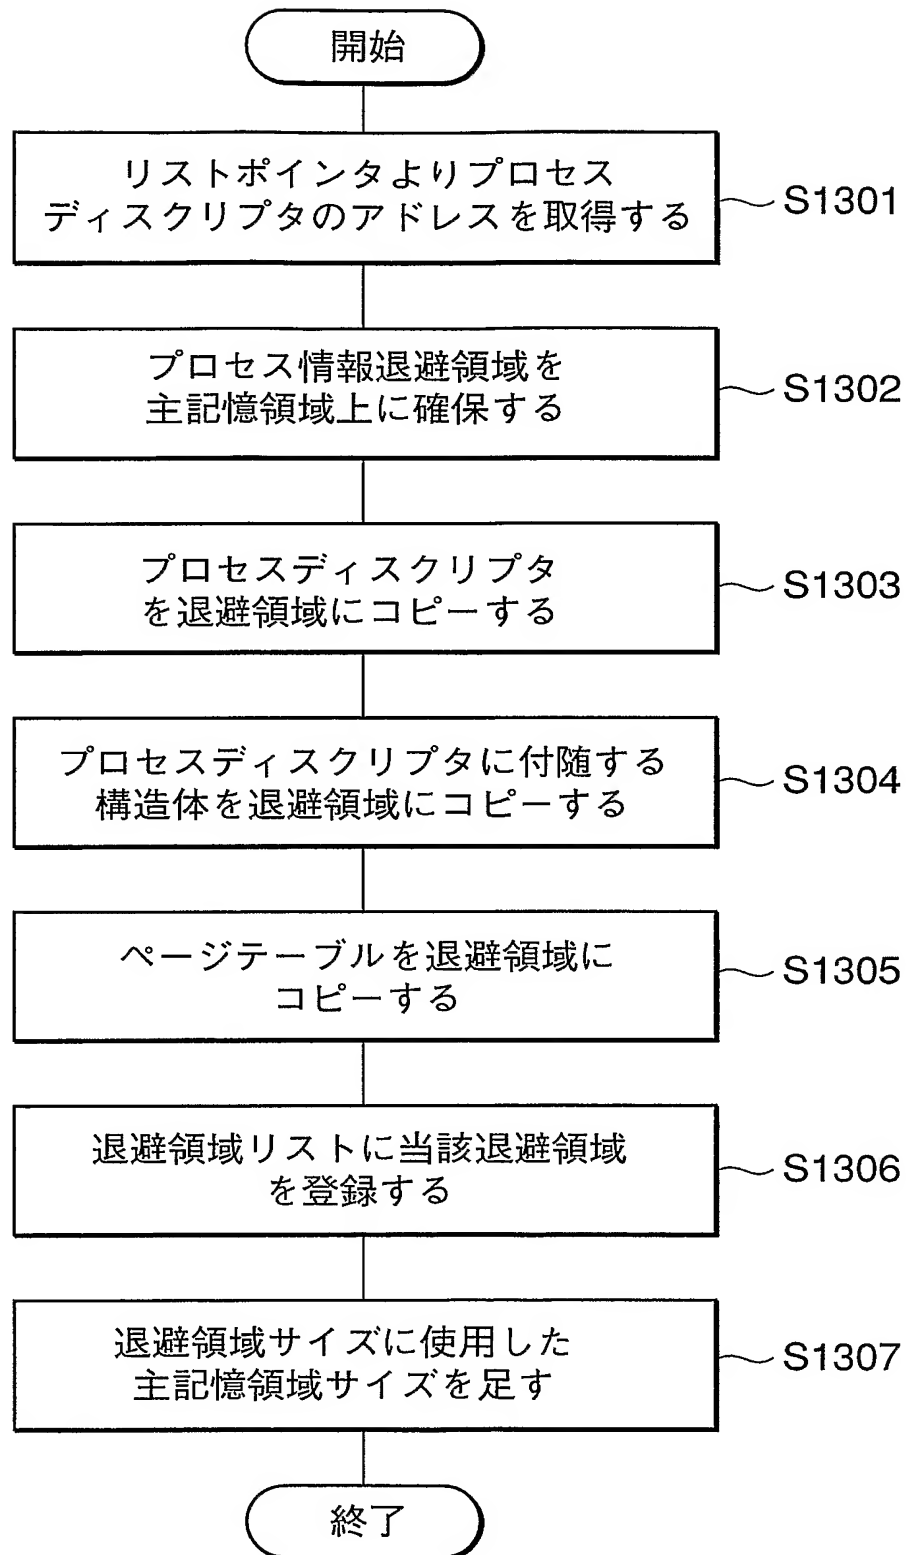 開始
リストポインタよりプロセス
ディスクリプタのアドレスを取得する
S1301
プロセス情報退避領域を
主記憶領域上に確保する
S1302
プロセスディスクリプタ
を退避領域にコピーする
S1303
プロセスディスクリプタに付随する
構造体を退避領域にコピーする
S1304
ページテーブルを退避領域に
コピーする
S1305
退避領域リストに当該退避領域
を登録する
S1306
退避領域サイズに使用した
主記憶領域サイズを足す
S1307
終了